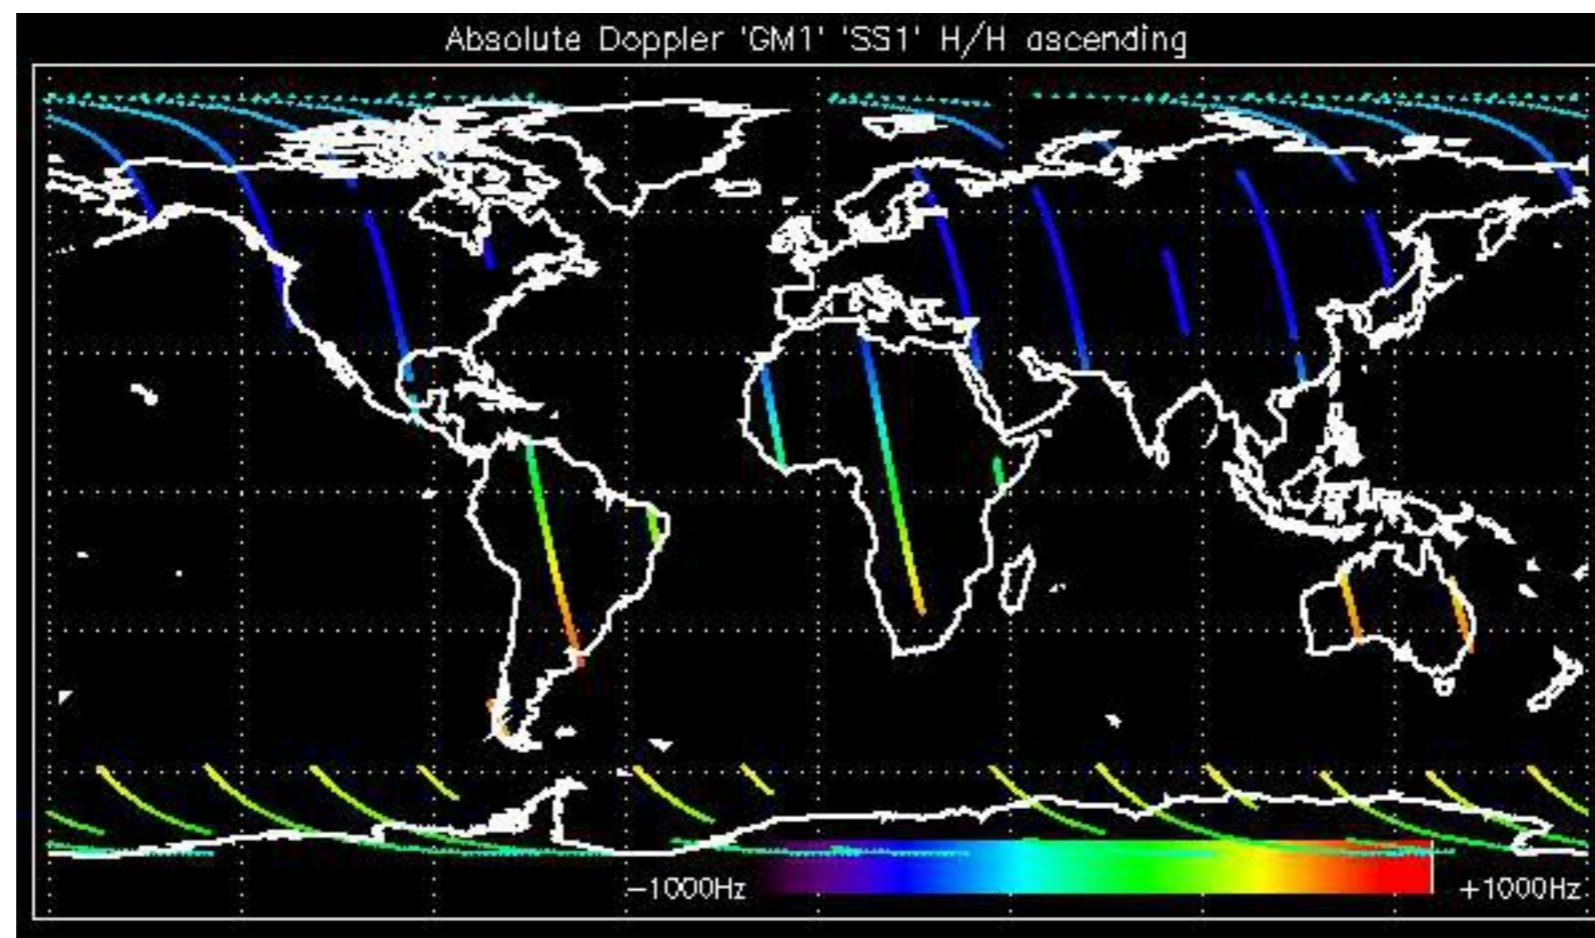 Absolute Doppler 'GM1' 'SS1' H/H ascending
−1000Hz
+1000Hz